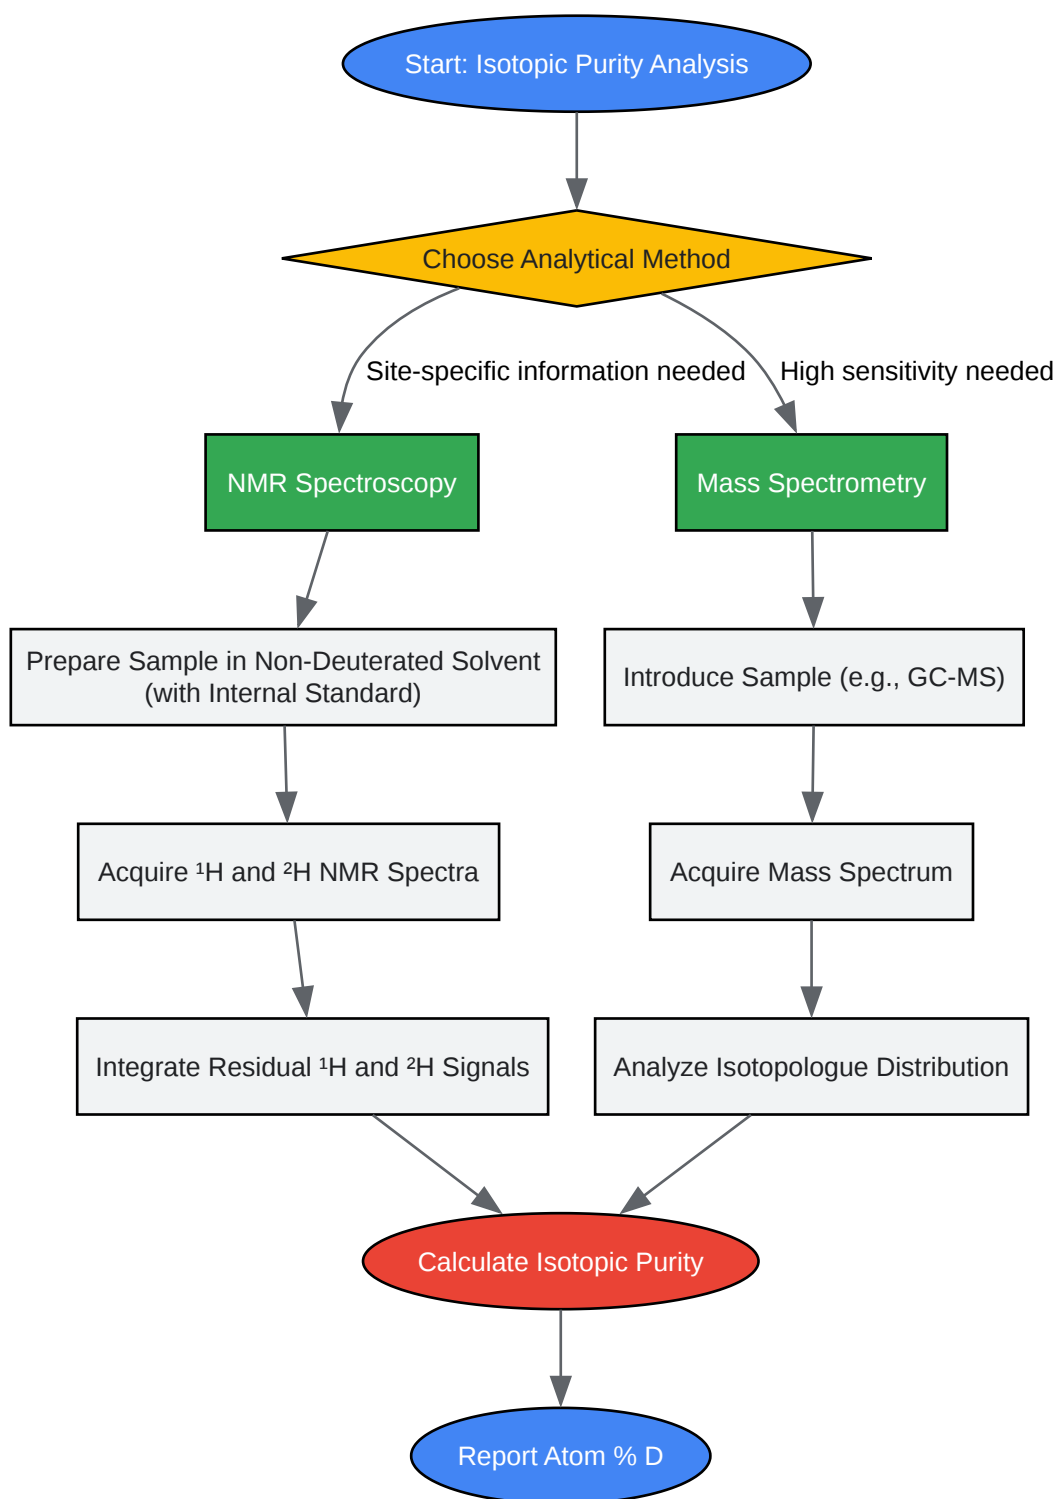 Start: Isotopic Purity Analysis
Choose Analytical Method
Site-specific information needed
High sensitivity needed
NMR Spectroscopy
Mass Spectrometry
Prepare Sample in Non-Deuterated Solvent
(with Internal Standard)
Introduce Sample (e.g., GC-MS)
Acquire ¹H and ²H NMR Spectra
Acquire Mass Spectrum
Integrate Residual ¹H and ²H Signals
Analyze Isotopologue Distribution
Calculate Isotopic Purity
Report Atom % D